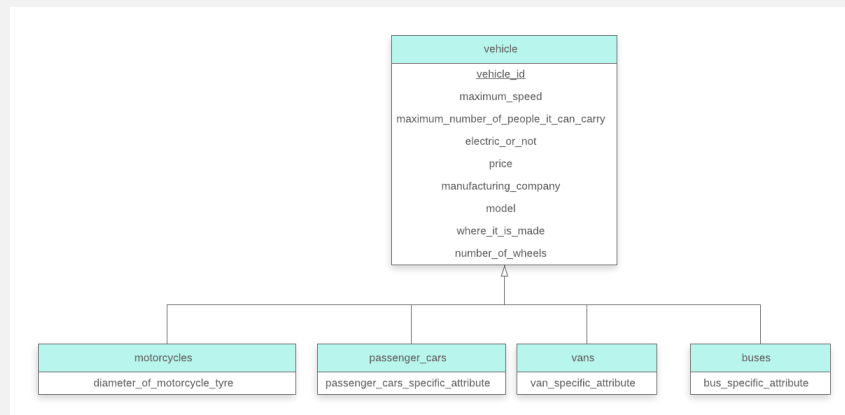 vehicle
vehicle_id
maximum_speed
maximum_number_of_people_it_can_carry
electric_or_not
price
manufacturing_company
model
where_it_is_made
number_of_wheels
motorcycles
diameter_of_motorcycle_tyre
passenger_cars
passenger_cars_specific_attribute
vans
van_specific_attribute
buses
bus_specific_attribute